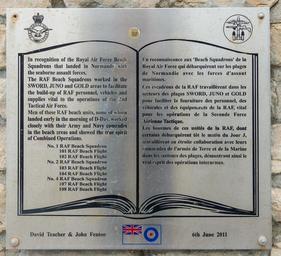 In recognition of the Royal Air Force Beach
Squadrons that landed in Normandy with
the seaborne assault forces.
The RAF Beach Squadrons worked in the
SWORD, JUNO and GOLD areas to facilitate
the build-up of RAF personnel, vehicles and
supplies vital to the operations of the 2nd
Tactical Air Force.
Men of these RAF beach units, some of whom
landed early in the morning of D-Day, worked
closely with their Army and Navy comrades
in the beach areas and showed the true spirit
of Combined Operations.
No. 1 RAF Beach Squadron
101 RAF Beach Flight
102 RAF Beach Flight
No. 2 RAF Beach Squadron
103 RAF Beach Flight
104 RAF Beach Flight
No. 4 RAF Beach Squadron
107 RAF Beach Flight
108 RAF Beach Flight
En reconnaissance aux 'Beach Squadrons' de la
Royal Air Force qui débarquèrent sur les plages
de Normandie avec les forces d'assaut
maritimes.
Ces escadrons de la RAF travaillèrent dans les
secteurs des plages SWORD, JUNO et GOLD
pour faciliter la fourniture des personnel, des
véhicules et des équipements de la RAF, vital
pour les opérations de la Seconde Force
Aérienne Tactique.
Les hommes de ces unités de la RAF, dont
certains débarquèrent tôt le matin du Jour J,
travaillèrent en étroite collaboration avec leurs
camarades de l'armée de Terre et de la Marine
dans les secteurs des plages, démontrant ainsi le
vrai esprit des opérations interarmes.
David Teacher & John Fenton
6th June 2011